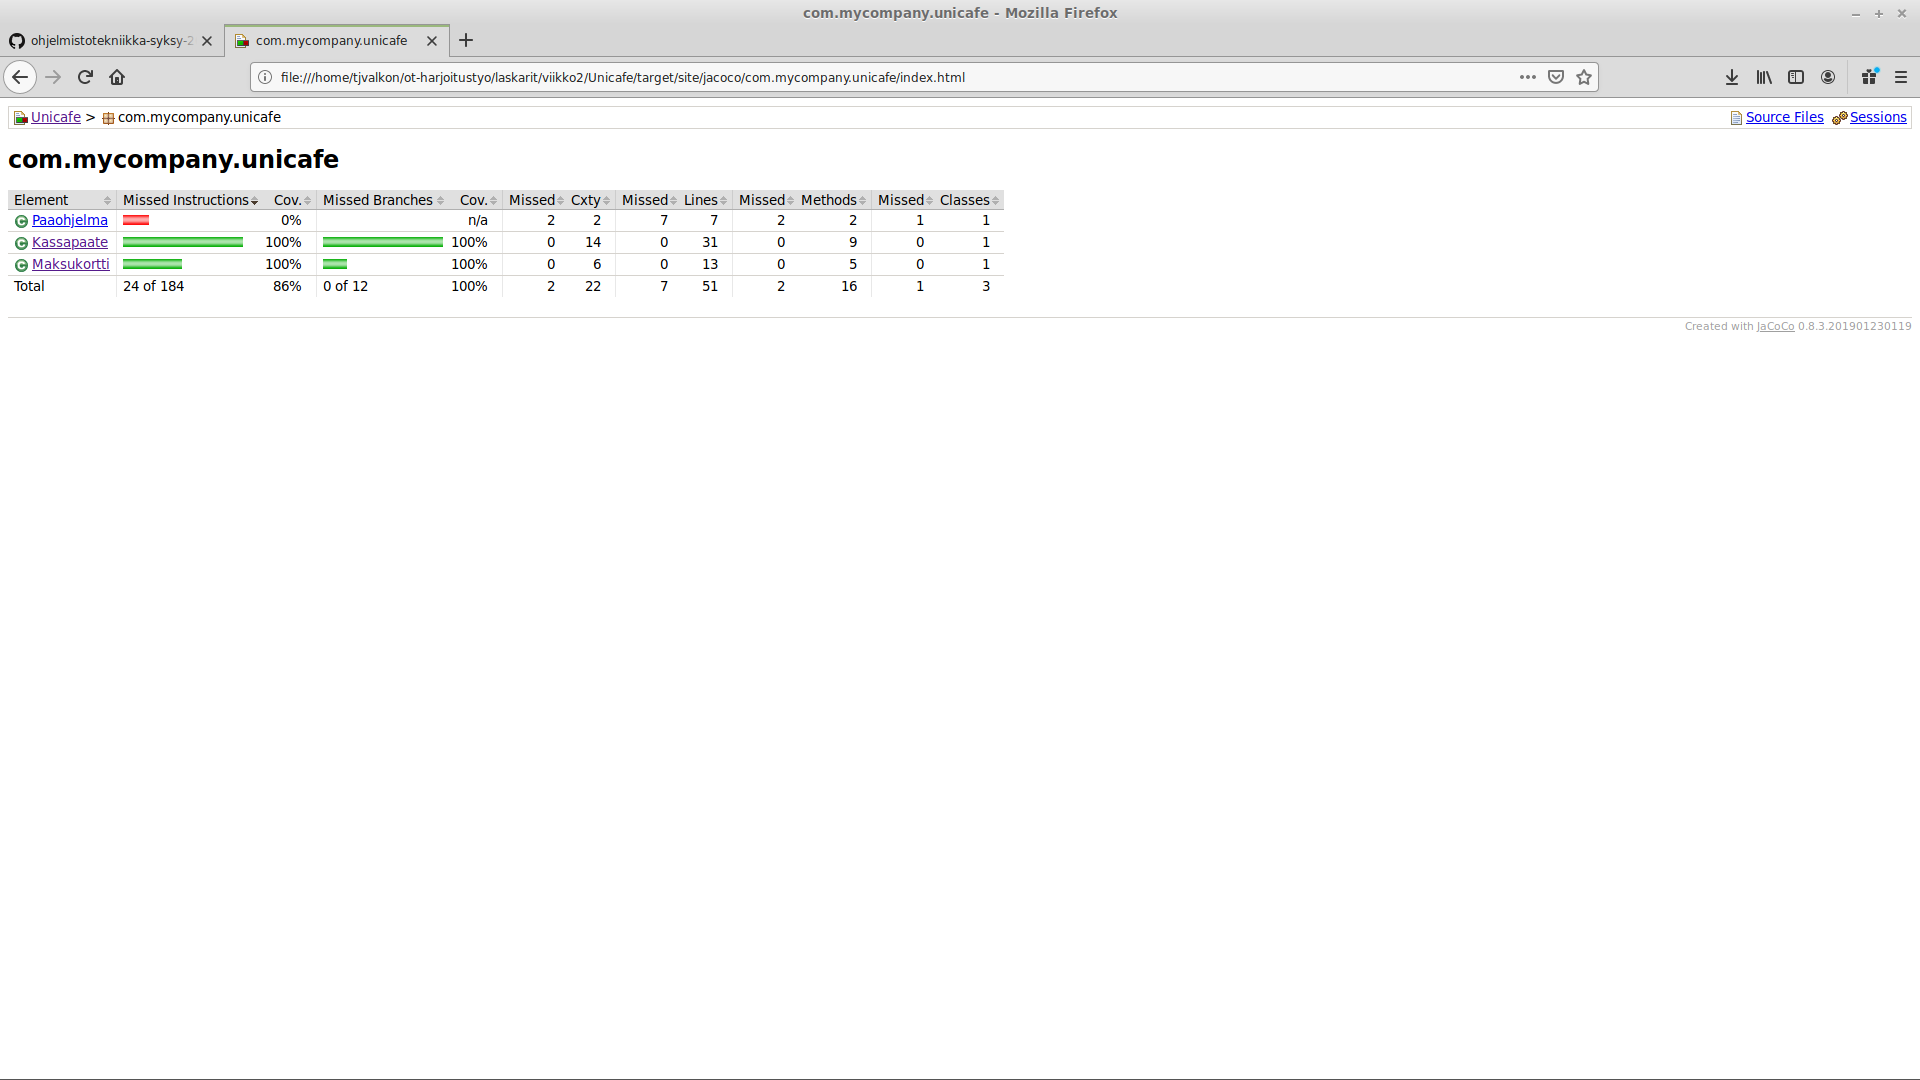 com.mycompany.unicafe - Mozilla Firefox
ohjelmistotekniikka-syksy-2
com.mycompany.unicafe
file:///home/tjvalkon/ot-harjoitustyo/laskarit/viikko2/Unicafe/target/site/jacoco/com.mycompany.unicafe/index.html
Unicafe > com.mycompany.unicafe Source Files Sessions
com.mycompany.unicafe
Element Missed Instructions Cov. Missed Branches Cov. Missed Cxty Missed Lines Missed Methods Missed Classes
Paaohjelma 0% n/a 2 2 7 7 2 2 1 1
Kassapaate 100% 100% 0 14 0 31 0 9 0 1
Maksukortti 100% 100% 0 6 0 13 0 5 0 1
Total 24 of 184 86% 0 of 12 100% 2 22 7 51 2 16 1 3
Created with JaCoCo 0.8.3.201901230119